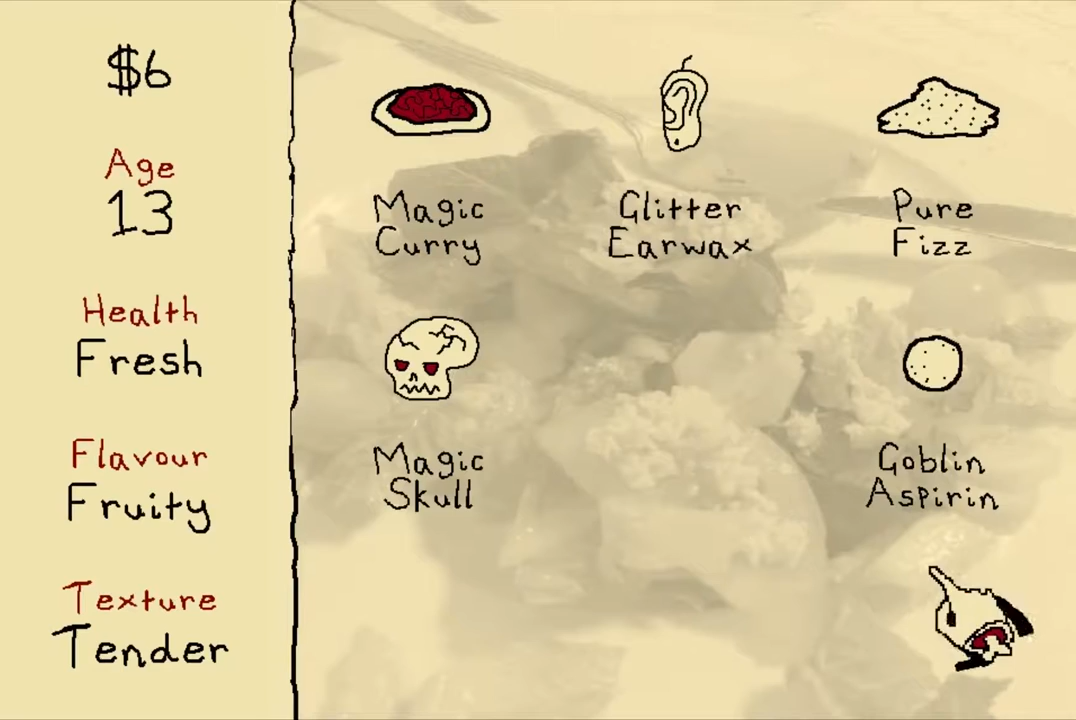 $6
Age
13
Health
Fresh
Flavour
Fruity
Texture
Tender
Magic
Curry
Glitter
Earwax
Pure
Fizz
Magic
Skull
Goblin
Aspirin